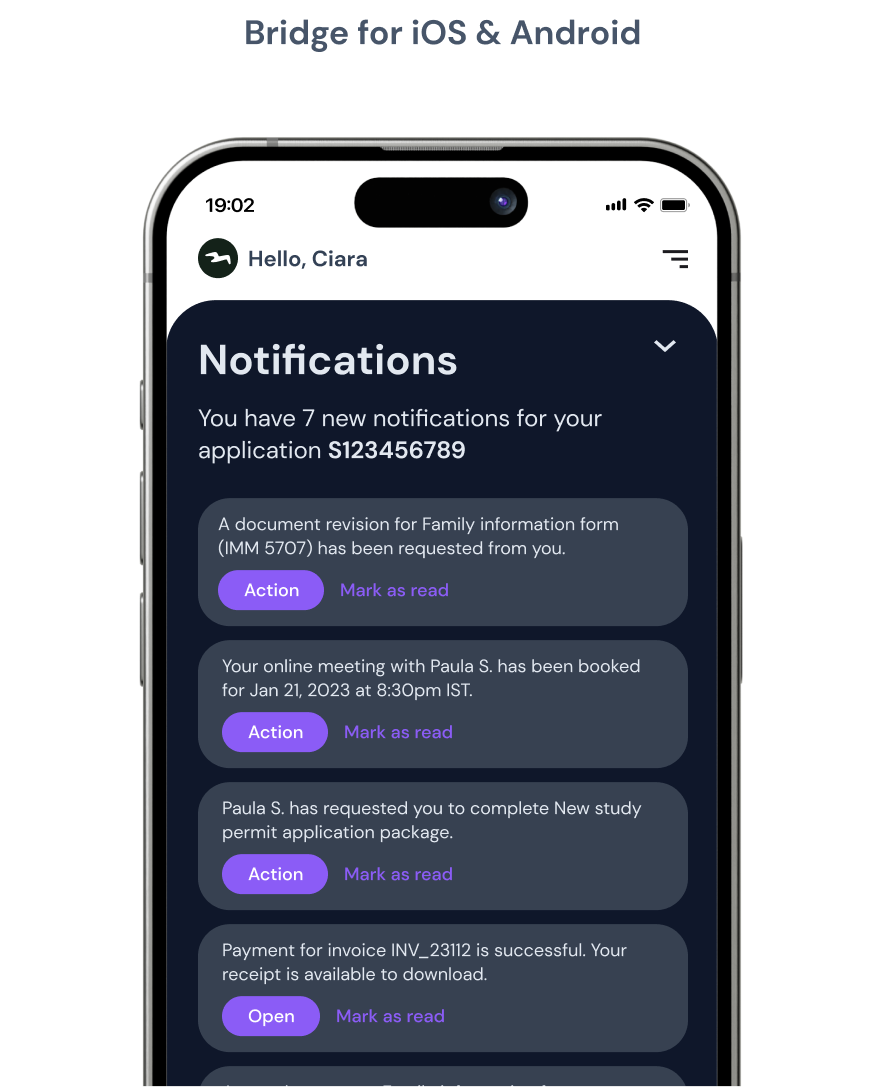 Bridge for iOS & Android
19:02
Hello, Ciara
Notifications
You have 7 new notifications for your
application S123456789
A document revision for Family information form
(IMM 5707) has been requested from you.
Action Mark as read
Your online meeting with Paula S. has been booked
for Jan 21, 2023 at 8:30pm IST.
Action Mark as read
Paula S. has requested you to complete New study
permit application package.
Action Mark as read
Payment for invoice INV_23112 is successful. Your
receipt is available to download.
Open Mark as read